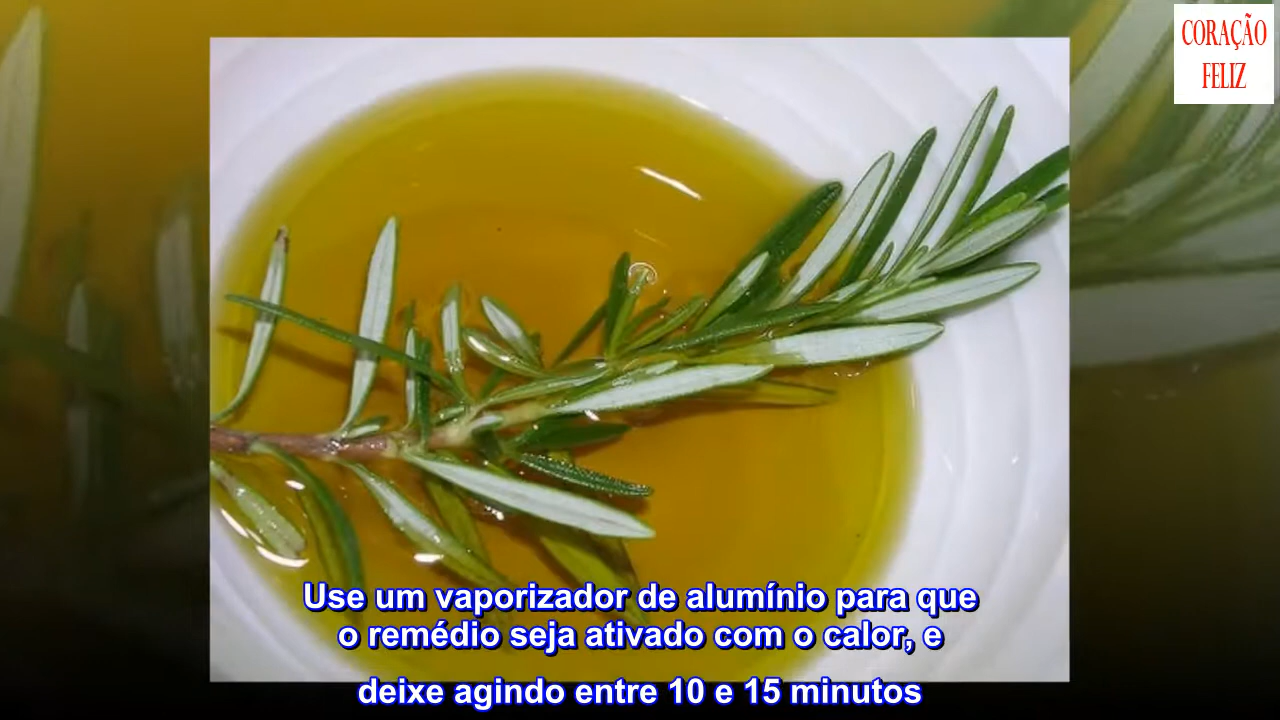 CORAÇÃO
FELIZ
Use um vaporizador de alumínio para que
o remédio seja ativado com o calor, e
deixe agindo entre 10 e 15 minutos